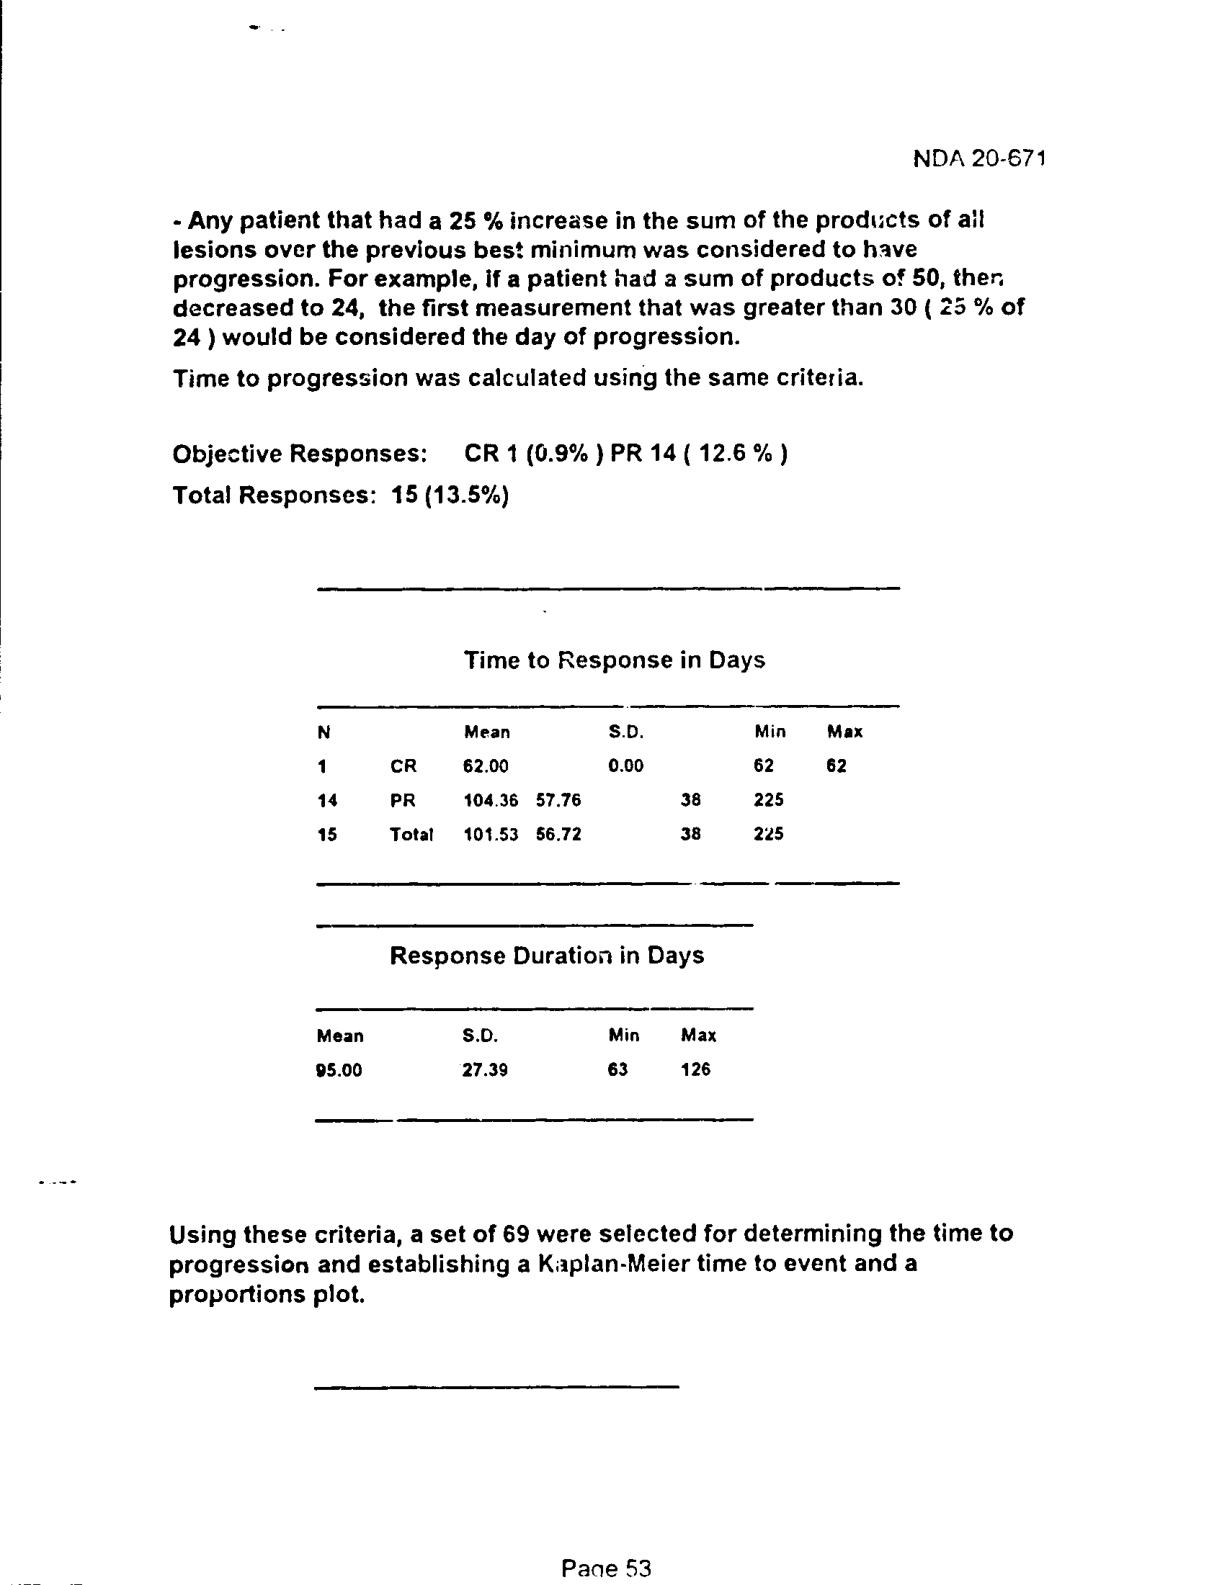 NDA 20-671
- Any patient that had a 25 % increase in the sum of the products of all
lesions over the previous best minimum was considered to have
progression. For example, if a patient had a sum of products of 50, then
decreased to 24, the first measurement that was greater than 30 ( 25 % of
24 ) would be considered the day of progression.
Time to progression was calculated using the same criteria.
Objective Responses: CR 1 (0.9% ) PR 14 ( 12.6 % )
Total Responses: 15 (13.5%)
Time to Response in Days
N Mean S.D. Min Max
1 CR 62.00 0.00 62 62
14 PR 104.36 57.76 38 225
15 Total 101.53 56.72 38 225
Response Duration in Days
Mean S.D. Min Max
95.00 27.39 63 126
Using these criteria, a set of 69 were selected for determining the time to
progression and establishing a Kaplan-Meier time to event and a
proportions plot.
Page 53